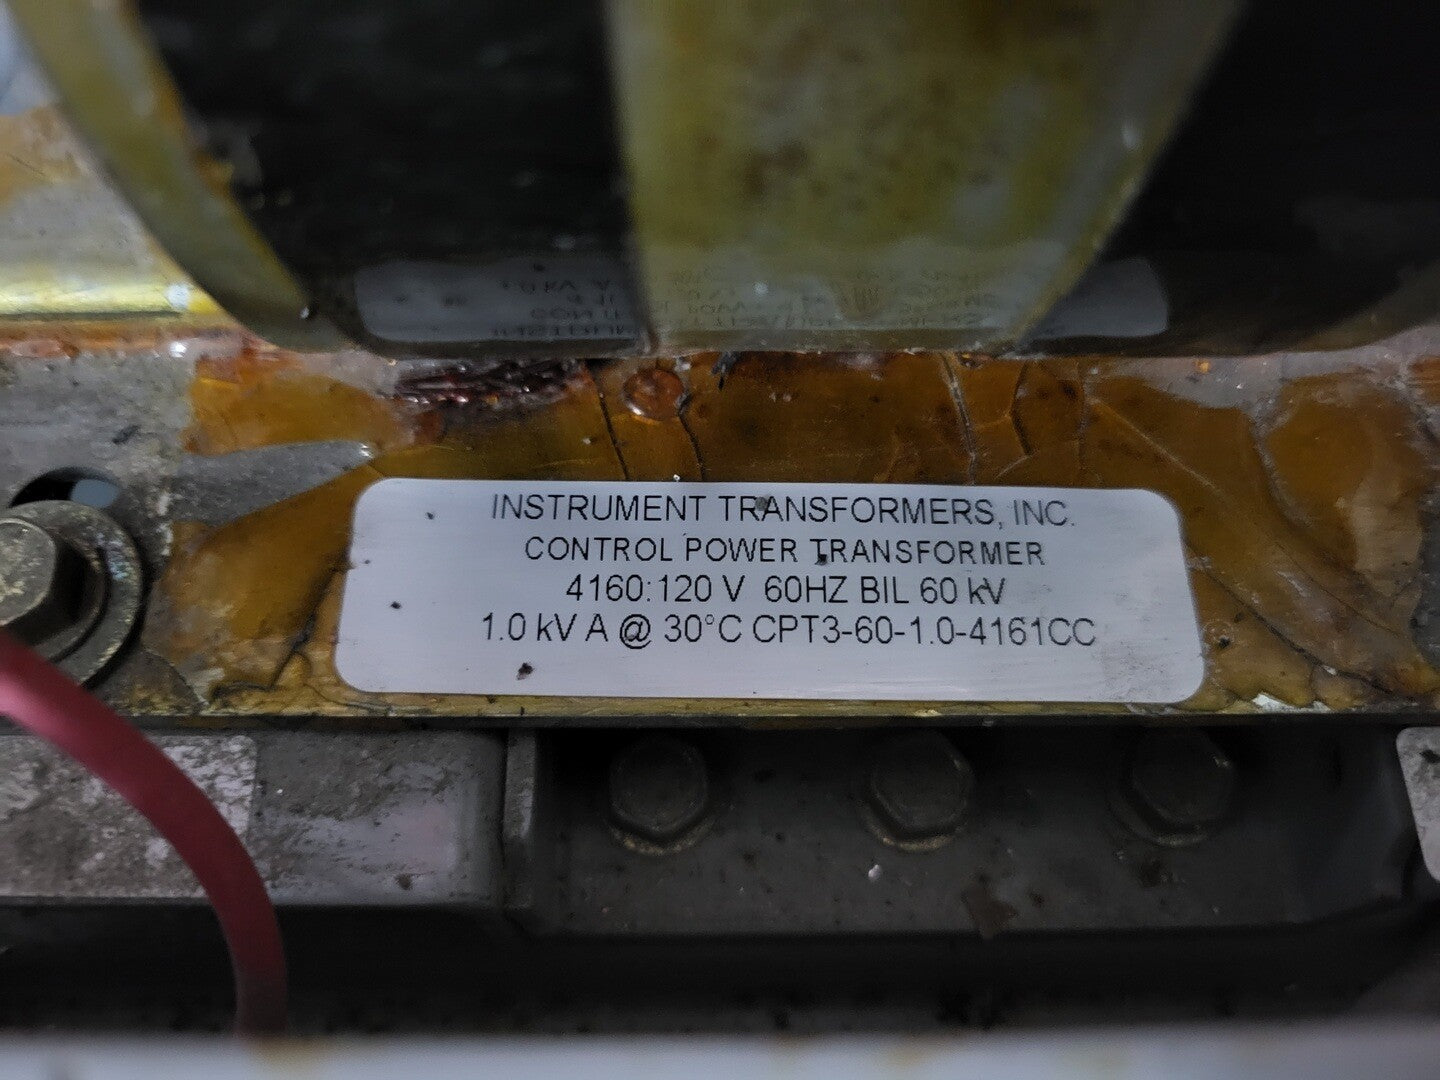 INSTRUMENT TRANSFORMERS, INC.
CONTROL POWER TRANSFORMER
4160:120 V 60HZ BIL 60 kV
1.0 kV A @ 30°C CPT3-60-1.0-4161CC